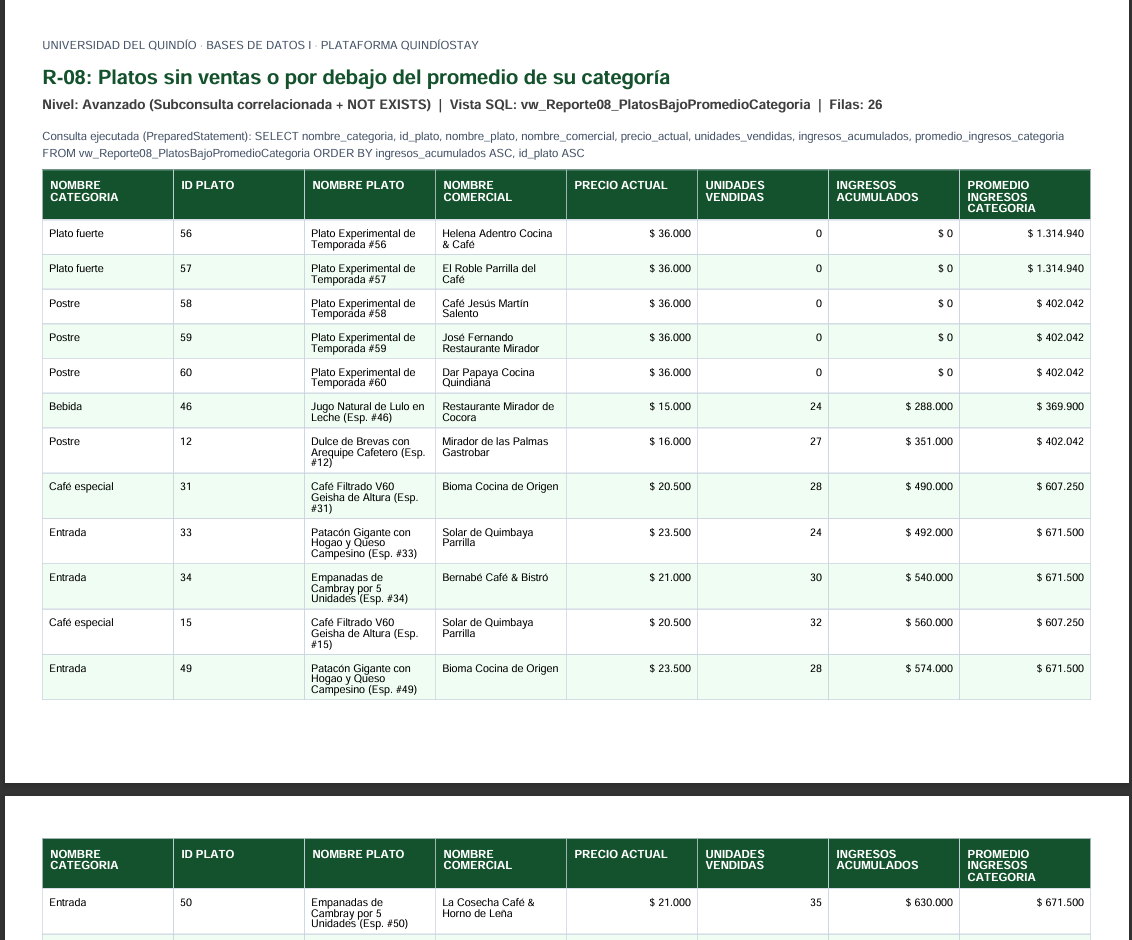 UNIVERSIDAD DEL QUINDÍO · BASES DE DATOS I · PLATAFORMA QUINDÍOSTAY
R-08: Platos sin ventas o por debajo del promedio de su categoría
Nivel: Avanzado (Subconsulta correlacionada + NOT EXISTS) | Vista SQL: vw_Reporte08_PlatosBajoPromedioCategoria | Filas: 26
Consulta ejecutada (PreparedStatement): SELECT nombre_categoria, id_plato, nombre_plato, nombre_comercial, precio_actual, unidades_vendidas, ingresos_acumulados, promedio_ingresos_categoria
FROM vw_Reporte08_PlatosBajoPromedioCategoria ORDER BY ingresos_acumulados ASC, id_plato ASC
NOMBRE CATEGORIA ID PLATO NOMBRE PLATO NOMBRE COMERCIAL PRECIO ACTUAL UNIDADES VENDIDAS INGRESOS ACUMULADOS PROMEDIO INGRESOS CATEGORIA
Plato fuerte 56 Plato Experimental de Temporada #56 Helena Adentro Cocina & Café $ 36.000 0 $ 0 $ 1.314.940
Plato fuerte 57 Plato Experimental de Temporada #57 El Roble Parrilla del Café $ 36.000 0 $ 0 $ 1.314.940
Postre 58 Plato Experimental de Temporada #58 Café Jesús Martín Salento $ 36.000 0 $ 0 $ 402.042
Postre 59 Plato Experimental de Temporada #59 José Fernando Restaurante Mirador $ 36.000 0 $ 0 $ 402.042
Postre 60 Plato Experimental de Temporada #60 Dar Papaya Cocina Quindiana $ 36.000 0 $ 0 $ 402.042
Bebida 46 Jugo Natural de Lulo en Leche (Esp. #46) Restaurante Mirador de Cocora $ 15.000 24 $ 288.000 $ 369.900
Postre 12 Dulce de Brevas con Arequipe Cafetero (Esp. #12) Mirador de las Palmas Gastrobar $ 16.000 27 $ 351.000 $ 402.042
Café especial 31 Café Filtrado V60 Geisha de Altura (Esp. #31) Bioma Cocina de Origen $ 20.500 28 $ 490.000 $ 607.250
Entrada 33 Patacón Gigante con Hogao y Queso Campesino (Esp. #33) Solar de Quimbaya Parrilla $ 23.500 24 $ 492.000 $ 671.500
Entrada 34 Empanadas de Cambray por 5 Unidades (Esp. #34) Bernabé Café & Bistró $ 21.000 30 $ 540.000 $ 671.500
Café especial 15 Café Filtrado V60 Geisha de Altura (Esp. #15) Solar de Quimbaya Parrilla $ 20.500 32 $ 560.000 $ 607.250
Entrada 49 Patacón Gigante con Hogao y Queso Campesino (Esp. #49) Bioma Cocina de Origen $ 23.500 28 $ 574.000 $ 671.500
NOMBRE CATEGORIA ID PLATO NOMBRE PLATO NOMBRE COMERCIAL PRECIO ACTUAL UNIDADES VENDIDAS INGRESOS ACUMULADOS PROMEDIO INGRESOS CATEGORIA
Entrada 50 Empanadas de Cambray por 5 Unidades (Esp. #50) La Cosecha Café & Horno de Leña $ 21.000 35 $ 630.000 $ 671.500